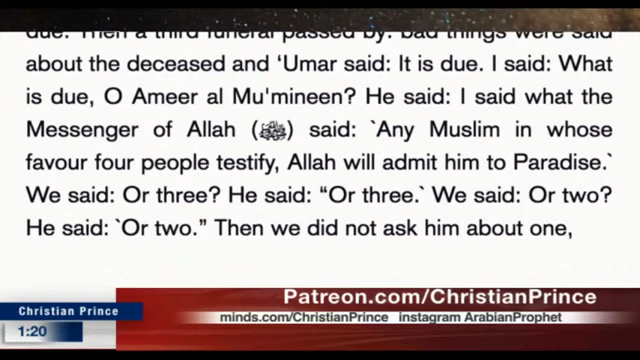 due. Then a third funeral passed by. bad things were said
about the deceased and ‘Umar said: It is due. I said: What
is due, O Ameer al Mu'mineen? He said: I said what the
Messenger of Allah (ﷺ) said: `Any Muslim in whose
favour four people testify, Allah will admit him to Paradise.`
We said: Or three? He said: “Or three.` We said: Or two?
He said: `Or two.” Then we did not ask him about one,
Patreon.com/ChristianPrince
Christian Prince
minds.com/ChristianPrince instagram ArabianProphet
1:20